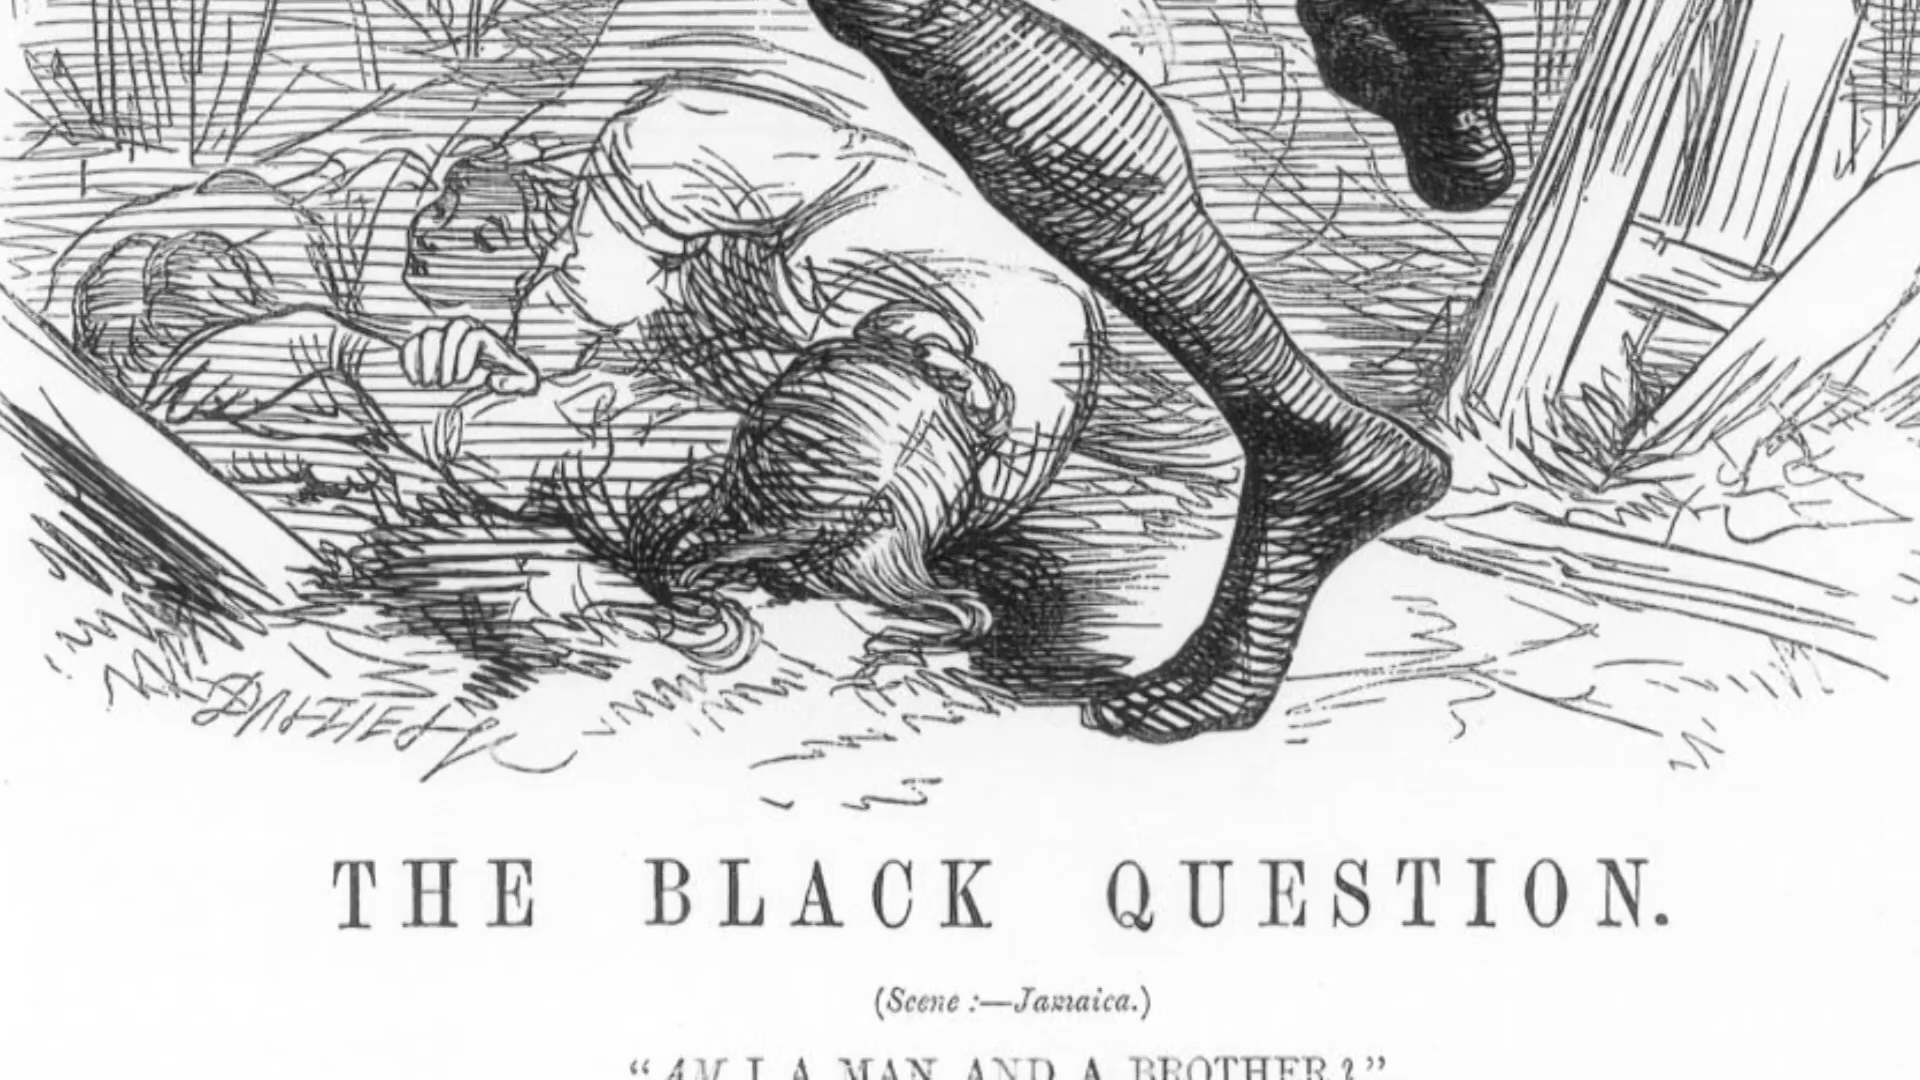 THE BLACK QUESTION.
(Scene :—Jamaica.)
“AM I A MAN AND A BROTHER?”